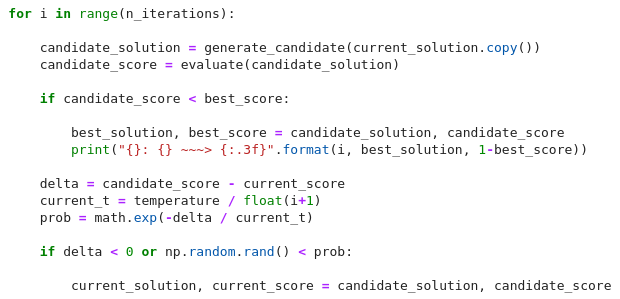 for i in range(n_iterations):
    candidate_solution = generate_candidate(current_solution.copy())
    candidate_score = evaluate(candidate_solution)
    if candidate_score < best_score:
        best_solution, best_score = candidate_solution, candidate_score
        print("{}: {} ~~~> {:.3f}".format(i, best_solution, 1-best_score))
    delta = candidate_score - current_score
    current_t = temperature / float(i+1)
    prob = math.exp(-delta / current_t)
    if delta < 0 or np.random.rand() < prob:
        current_solution, current_score = candidate_solution, candidate_score